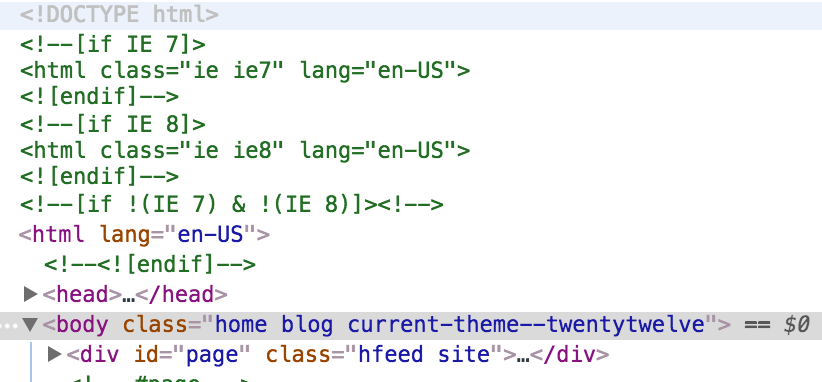 <!DOCTYPE html>
<!--[if IE 7]>
<html class="ie ie7" lang="en-US">
<![endif]-->
<!--[if IE 8]>
<html class="ie ie8" lang="en-US">
<![endif]-->
<!--[if !(IE 7) & !(IE 8)]><!-->
<html lang="en-US">
<!--<![endif]-->
▶<head>…</head>
…▼<body class="home blog current-theme--twentytwelve"> == $0
▶<div id="page" class="hfeed site">…</div>